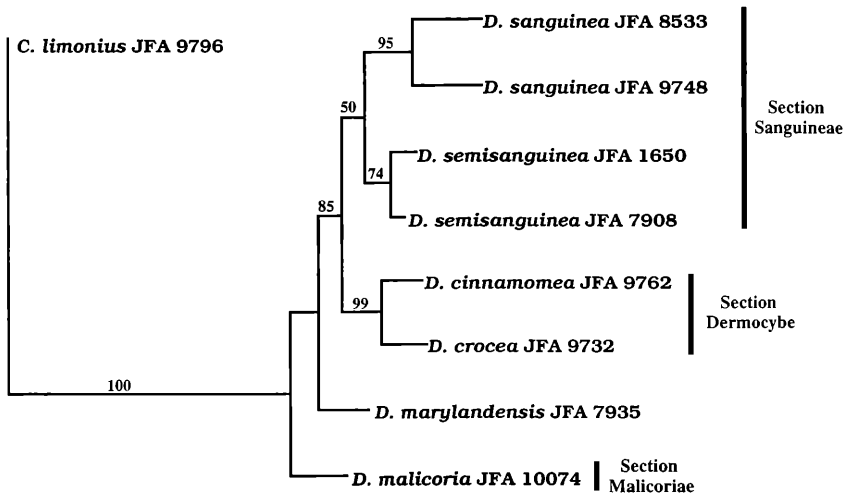 D. sanguinea JFA 8533
C. limonius JFA 9796
95
D. sanguinea JFA 9748
Section
Sanguineae
50
D. semisanguinea JFA 1650
74
85
D. semisanguinea JFA 7908
D. cinnamomea JFA 9762
99
Section
Dermocybe
D. crocea JFA 9732
100
D. marylandensis JFA 7935
D. malicoria JFA 10074
Section
Malicoriae